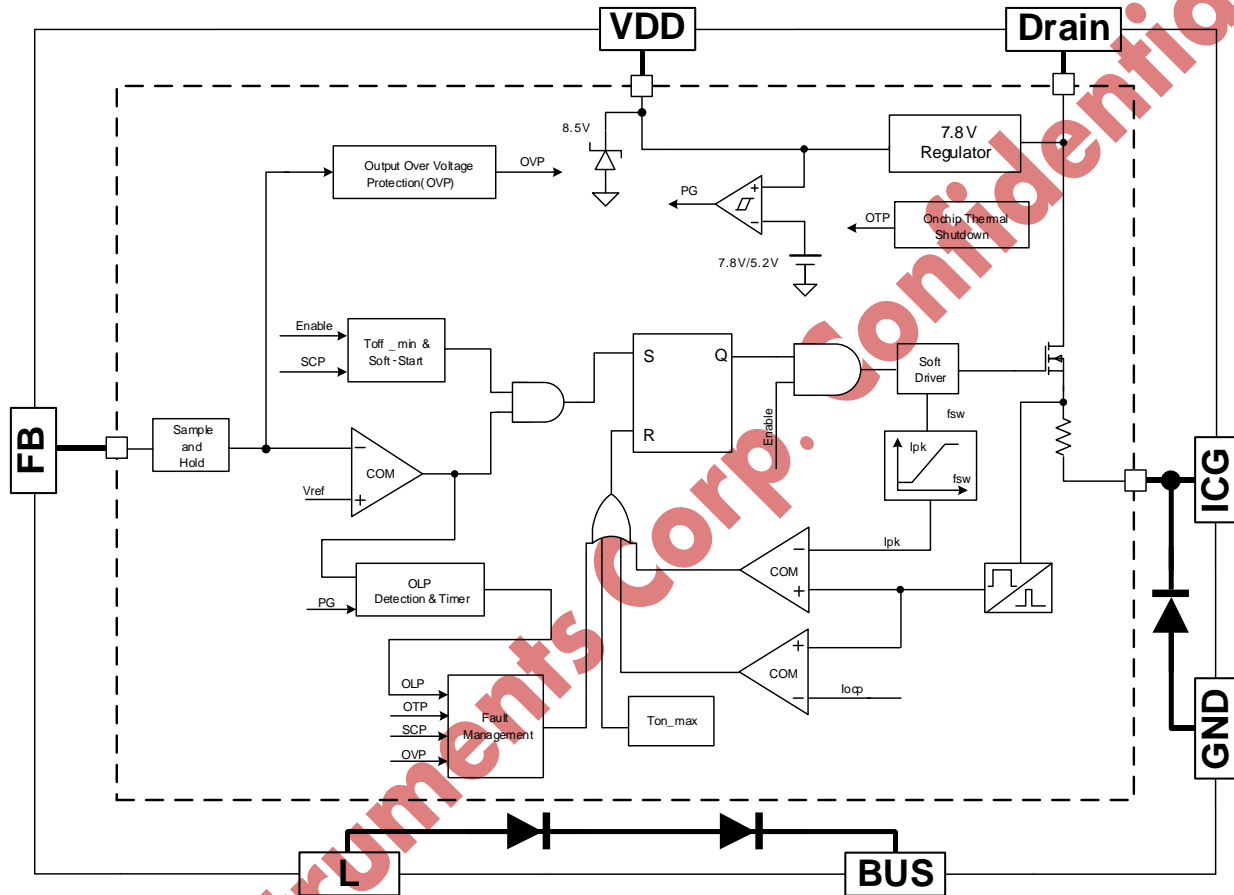 VDD
Drain
8.5V
7.8V
Regulator
Output Over Voltage
Protection(OVP)
OVP
PG
+
−
OTP
Onchip Thermal
Shutdown
7.8V/5.2V
Enable
SCP
Toff_min &
Soft-Start
S
Q
R
Enable
Soft
Driver
fsw
Ipk
fsw
FB
Sample
and
Hold
−
COM
Vref
+
ICG
Ipk
−
COM
+
OLP
Detection & Timer
PG
+
COM
−
Iocp
OLP
OTP
SCP
OVP
Fault
Management
Ton_max
GND
L
BUS
truments Corp. Confidential